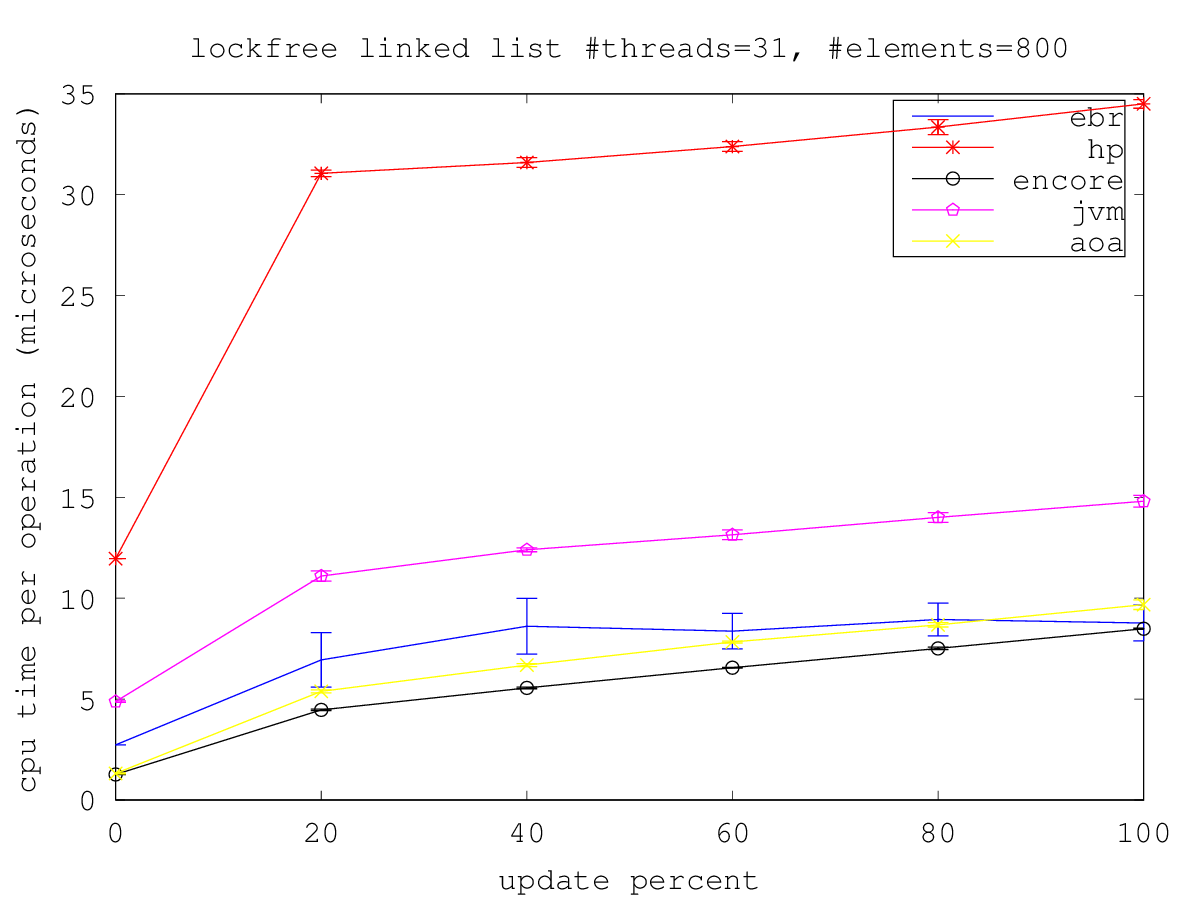 lockfree linked list #threads=31, #elements=800
cpu time per operation (microseconds)
35
30
25
20
15
10
5
0
ebr
hp
encore
jvm
aoa
0 20 40 60 80 100
update percent